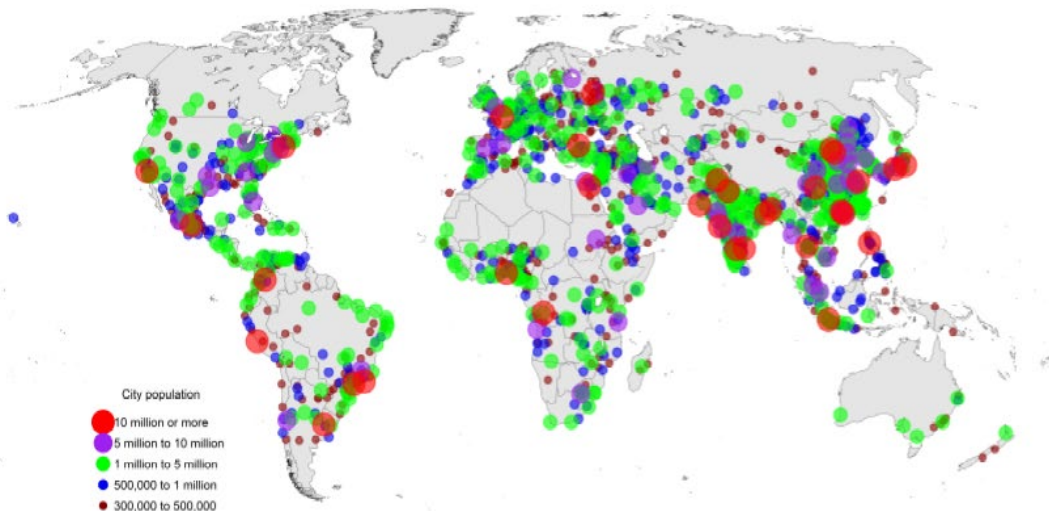 City population
10 million or more
5 million to 10 million
1 million to 5 million
500,000 to 1 million
300,000 to 500.000